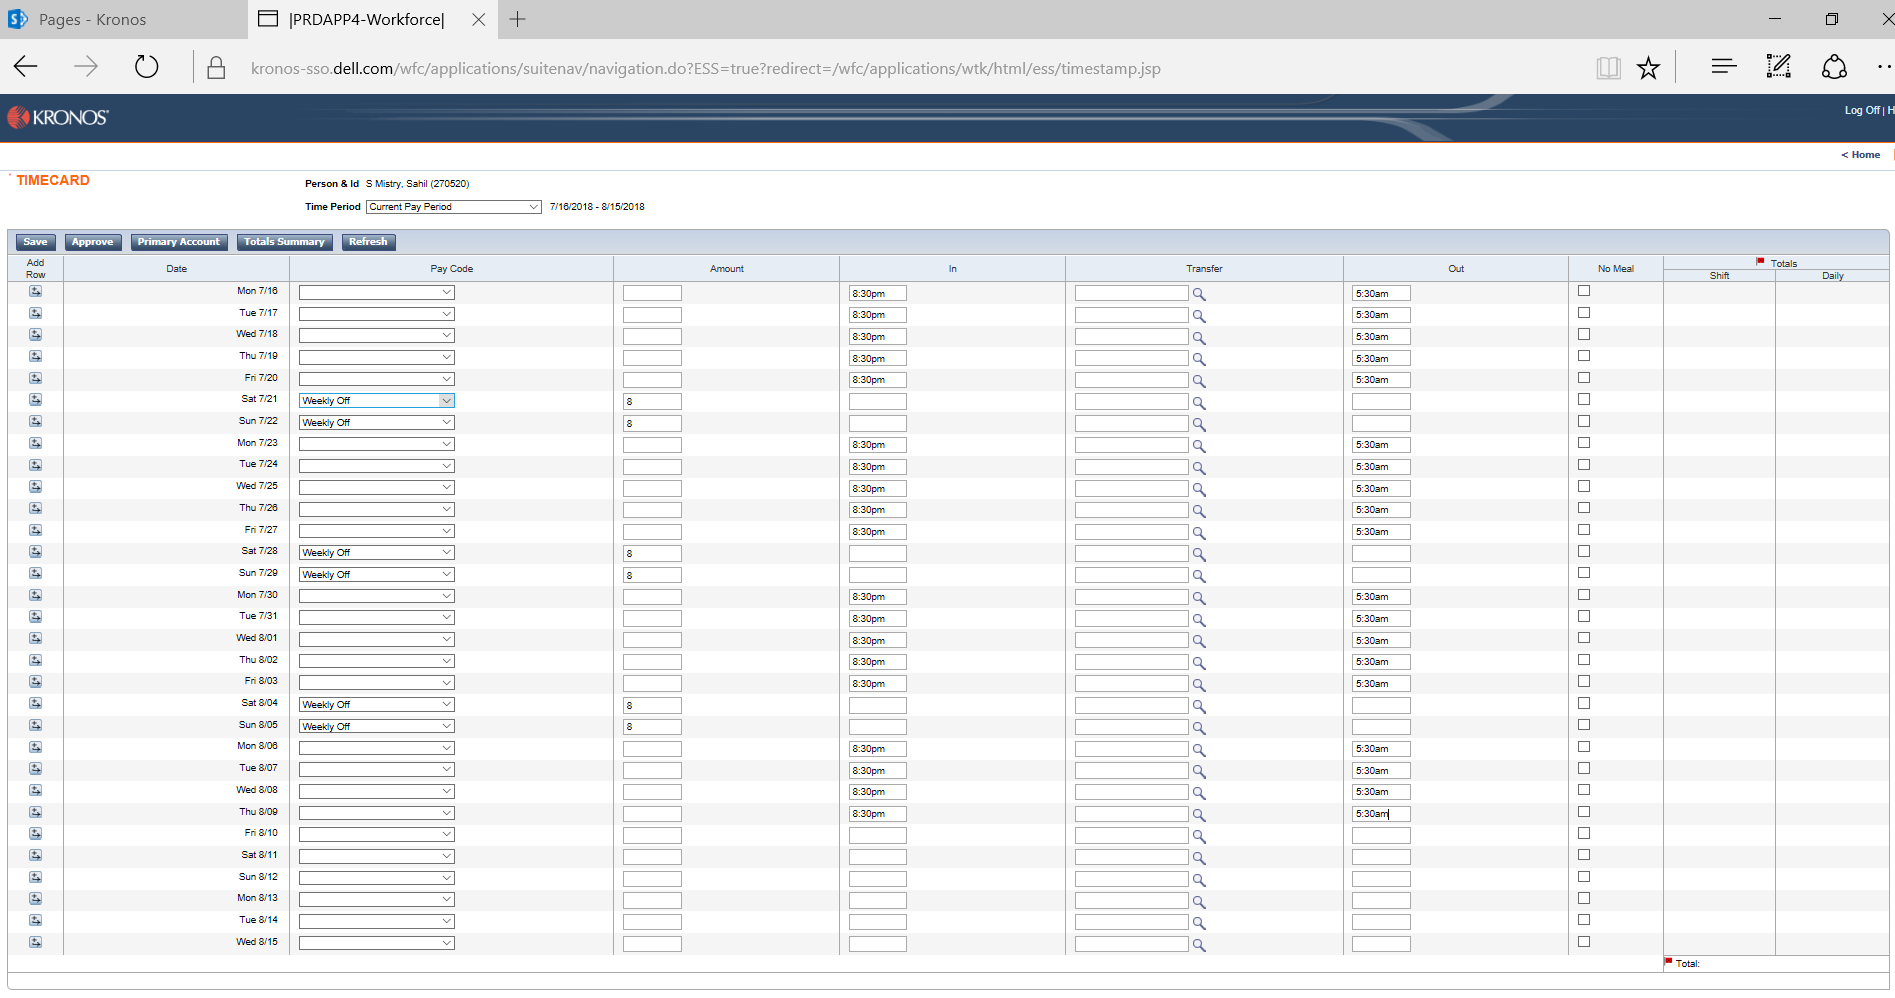 Pages - Kronos
|PRDAPP4-Workforce|
kronos-sso.dell.com/wfc/applications/suitenav/navigation.do?ESS=true?redirect=/wfc/applications/wtk/html/ess/timestamp.jsp
KRONOS
Log Off | H
< Home
TIMECARD
Person & Id S Mistry, Sahil (270520)
Time Period Current Pay Period 7/16/2018 - 8/15/2018
Save Approve Primary Account Totals Summary Refresh
Add Row Date Pay Code Amount In Transfer Out No Meal Totals
Shift Daily
Mon 7/16 8:30pm 5:30am
Tue 7/17 8:30pm 5:30am
Wed 7/18 8:30pm 5:30am
Thu 7/19 8:30pm 5:30am
Fri 7/20 8:30pm 5:30am
Sat 7/21 Weekly Off 8
Sun 7/22 Weekly Off 8
Mon 7/23 8:30pm 5:30am
Tue 7/24 8:30pm 5:30am
Wed 7/25 8:30pm 5:30am
Thu 7/26 8:30pm 5:30am
Fri 7/27 8:30pm 5:30am
Sat 7/28 Weekly Off 8
Sun 7/29 Weekly Off 8
Mon 7/30 8:30pm 5:30am
Tue 7/31 8:30pm 5:30am
Wed 8/01 8:30pm 5:30am
Thu 8/02 8:30pm 5:30am
Fri 8/03 8:30pm 5:30am
Sat 8/04 Weekly Off 8
Sun 8/05 Weekly Off 8
Mon 8/06 8:30pm 5:30am
Tue 8/07 8:30pm 5:30am
Wed 8/08 8:30pm 5:30am
Thu 8/09 8:30pm 5:30am
Fri 8/10
Sat 8/11
Sun 8/12
Mon 8/13
Tue 8/14
Wed 8/15
Total: